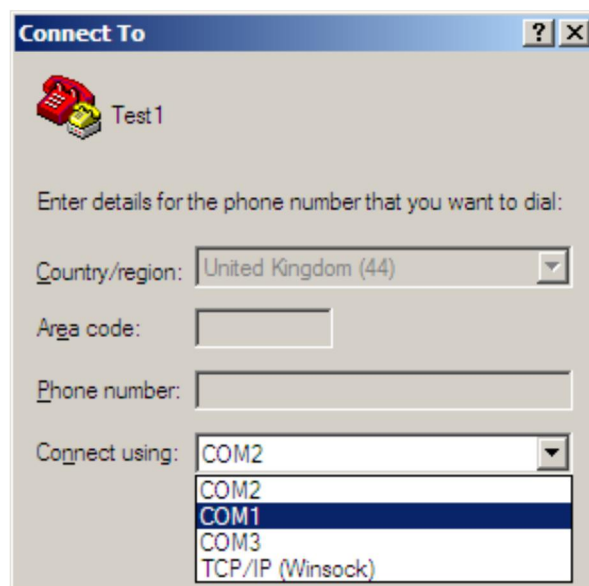 Connect To
Test1
Enter details for the phone number that you want to dial:
Country/region: United Kingdom (44)
Area code:
Phone number:
Connect using: COM2
COM2
COM1
COM3
TCP/IP (Winsock)